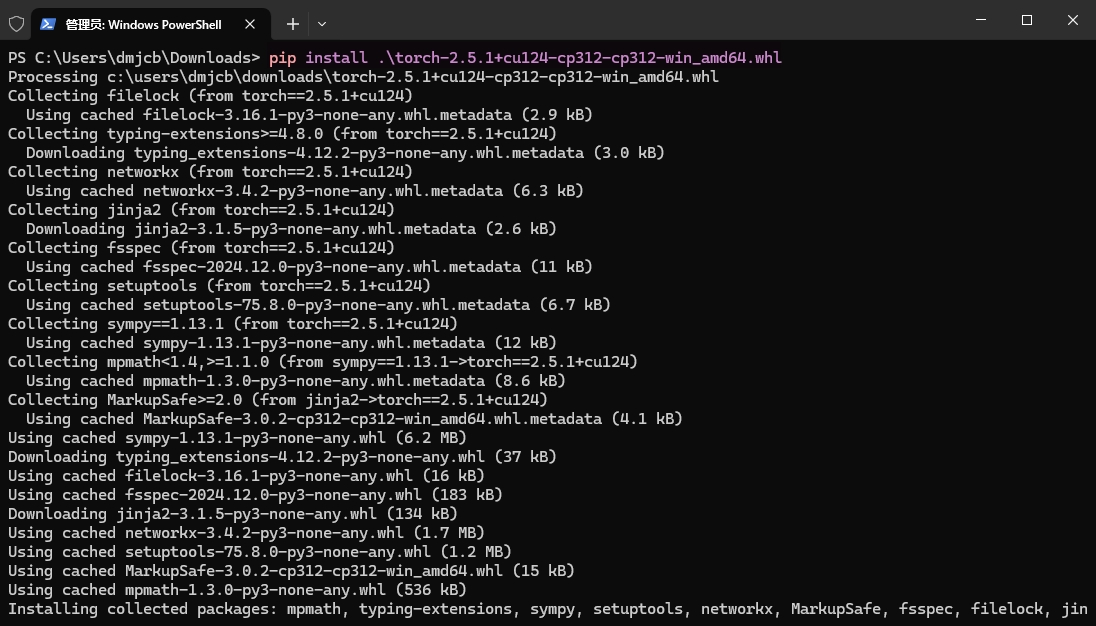 管理员: Windows PowerShell
PS C:\Users\dmjcb\Downloads> pip install .\torch-2.5.1+cu124-cp312-cp312-win_amd64.whl
Processing c:\users\dmjcb\downloads\torch-2.5.1+cu124-cp312-cp312-win_amd64.whl
Collecting filelock (from torch==2.5.1+cu124)
  Using cached filelock-3.16.1-py3-none-any.whl.metadata (2.9 kB)
Collecting typing-extensions>=4.8.0 (from torch==2.5.1+cu124)
  Downloading typing_extensions-4.12.2-py3-none-any.whl.metadata (3.0 kB)
Collecting networkx (from torch==2.5.1+cu124)
  Using cached networkx-3.4.2-py3-none-any.whl.metadata (6.3 kB)
Collecting jinja2 (from torch==2.5.1+cu124)
  Downloading jinja2-3.1.5-py3-none-any.whl.metadata (2.6 kB)
Collecting fsspec (from torch==2.5.1+cu124)
  Using cached fsspec-2024.12.0-py3-none-any.whl.metadata (11 kB)
Collecting setuptools (from torch==2.5.1+cu124)
  Using cached setuptools-75.8.0-py3-none-any.whl.metadata (6.7 kB)
Collecting sympy==1.13.1 (from torch==2.5.1+cu124)
  Using cached sympy-1.13.1-py3-none-any.whl.metadata (12 kB)
Collecting mpmath<1.4,>=1.1.0 (from sympy==1.13.1->torch==2.5.1+cu124)
  Using cached mpmath-1.3.0-py3-none-any.whl.metadata (8.6 kB)
Collecting MarkupSafe>=2.0 (from jinja2->torch==2.5.1+cu124)
  Using cached MarkupSafe-3.0.2-cp312-cp312-win_amd64.whl.metadata (4.1 kB)
Using cached sympy-1.13.1-py3-none-any.whl (6.2 MB)
Downloading typing_extensions-4.12.2-py3-none-any.whl (37 kB)
Using cached filelock-3.16.1-py3-none-any.whl (16 kB)
Using cached fsspec-2024.12.0-py3-none-any.whl (183 kB)
Downloading jinja2-3.1.5-py3-none-any.whl (134 kB)
Using cached networkx-3.4.2-py3-none-any.whl (1.7 MB)
Using cached setuptools-75.8.0-py3-none-any.whl (1.2 MB)
Using cached MarkupSafe-3.0.2-cp312-cp312-win_amd64.whl (15 kB)
Using cached mpmath-1.3.0-py3-none-any.whl (536 kB)
Installing collected packages: mpmath, typing-extensions, sympy, setuptools, networkx, MarkupSafe, fsspec, filelock, jin